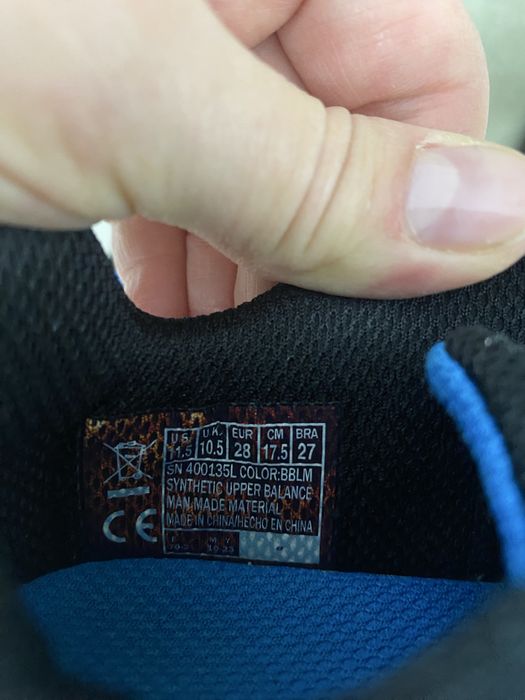 US UK EUR CM BRA
11.5 10.5 28 17.5 27
SN 400135L COLOR:BBLM
SYNTHETIC UPPER BALANCE
MAN MADE MATERIAL
MADE IN CHINA/HECHO EN CHINA
CE